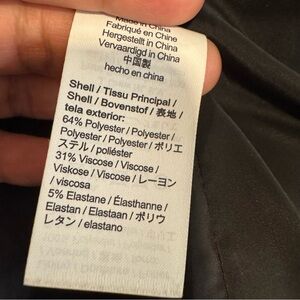 Made in China
Fabriqué en Chine
Hergestellt in China
Vervaardigd in China
中国製
hecho en china
Shell / Tissu Principal /
Shell / Bovenstof / 表地 /
tela exterior:
64% Polyester / Polyester /
Polyester / Polyester / ポリエ
ステル / poliéster
31% Viscose / Viscose /
Viskose / Viscose / レーヨン
/ viscosa
5% Elastane / Élasthanne /
Elastan / Elastaan / ポリウ
レタン / elastano